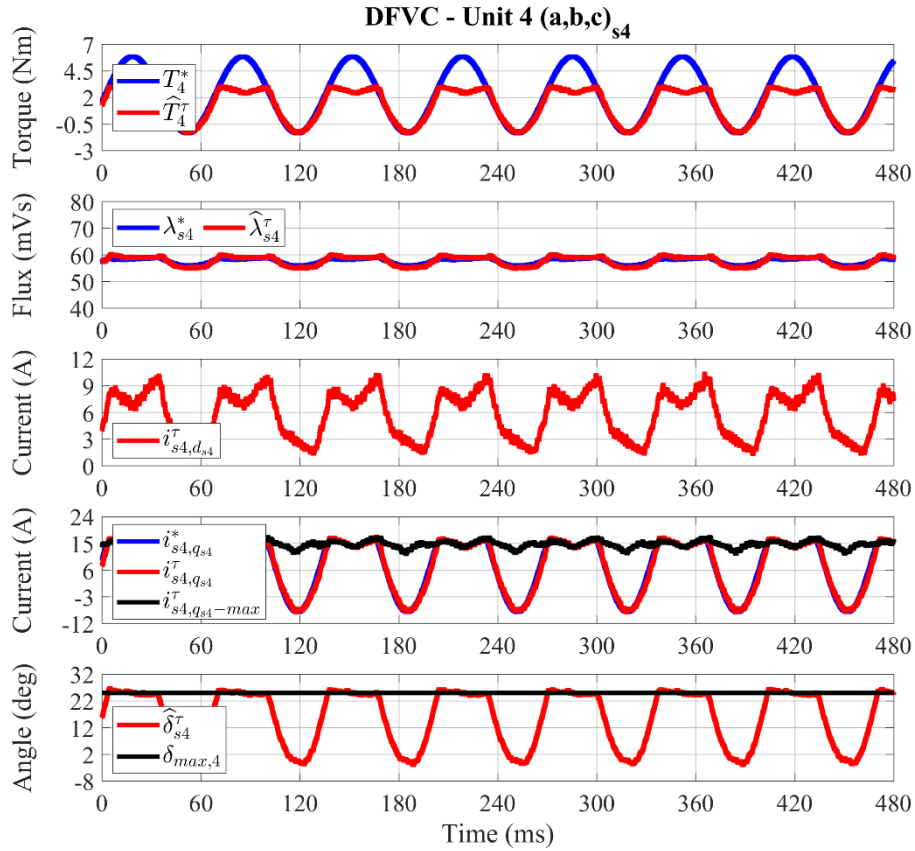 DFVC - Unit 4 (a,b,c)s4
Torque (Nm)
7
4.5
2
-0.5
-3
T*4
T̂τ4
0 60 120 180 240 300 360 420 480
Flux (mVs)
80
70
60
50
40
λ*s4 λ̂τs4
0 60 120 180 240 300 360 420 480
Current (A)
12
9
6
3
0
iτs4,ds4
0 60 120 180 240 300 360 420 480
Current (A)
24
15
6
-3
-12
i*s4,qs4
iτs4,qs4
iτs4,qs4−max
0 60 120 180 240 300 360 420 480
Angle (deg)
32
22
12
2
-8
δ̂τs4
δmax,4
0 60 120 180 240 300 360 420 480
Time (ms)